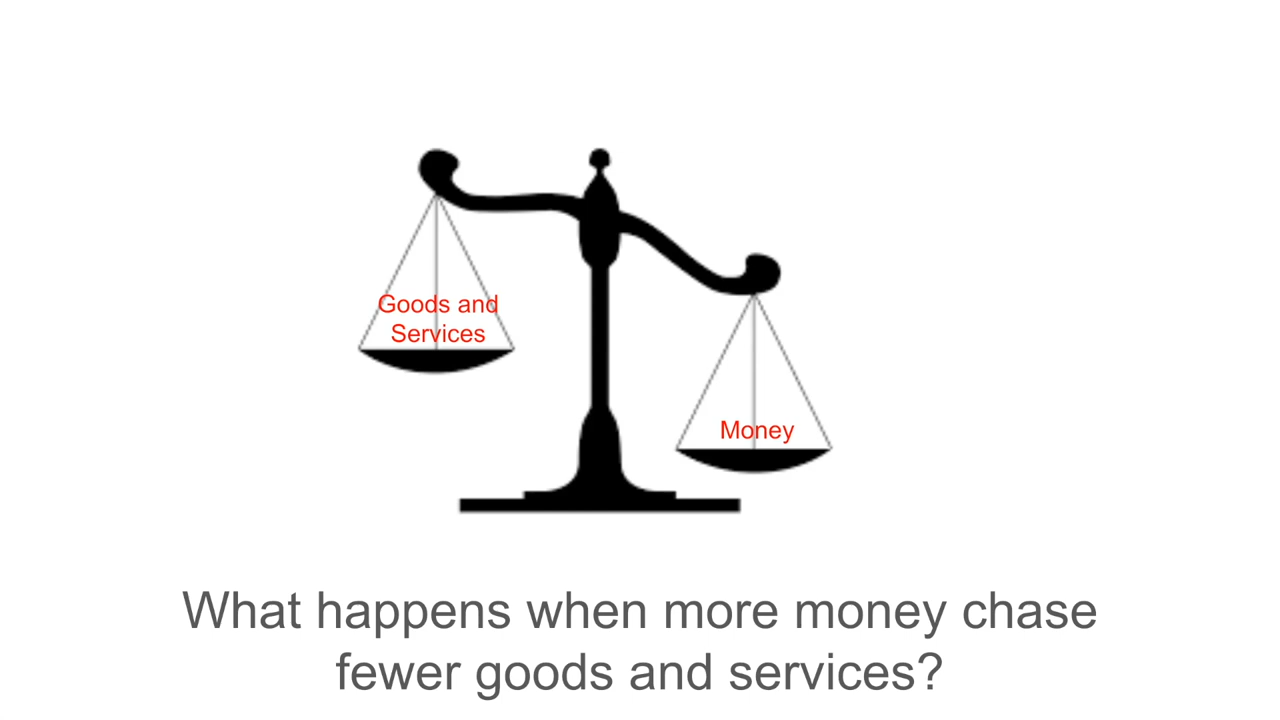 Goods and
Services
Money
What happens when more money chase
fewer goods and services?